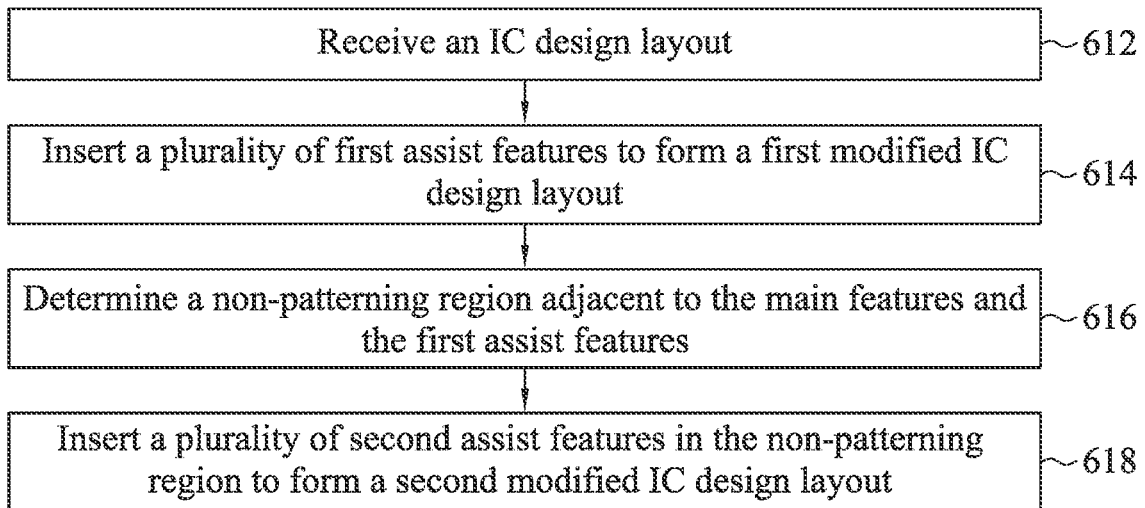 Receive an IC design layout
612
Insert a plurality of first assist features to form a first modified IC
design layout
614
Determine a non-patterning region adjacent to the main features and
the first assist features
616
Insert a plurality of second assist features in the non-patterning
region to form a second modified IC design layout
618